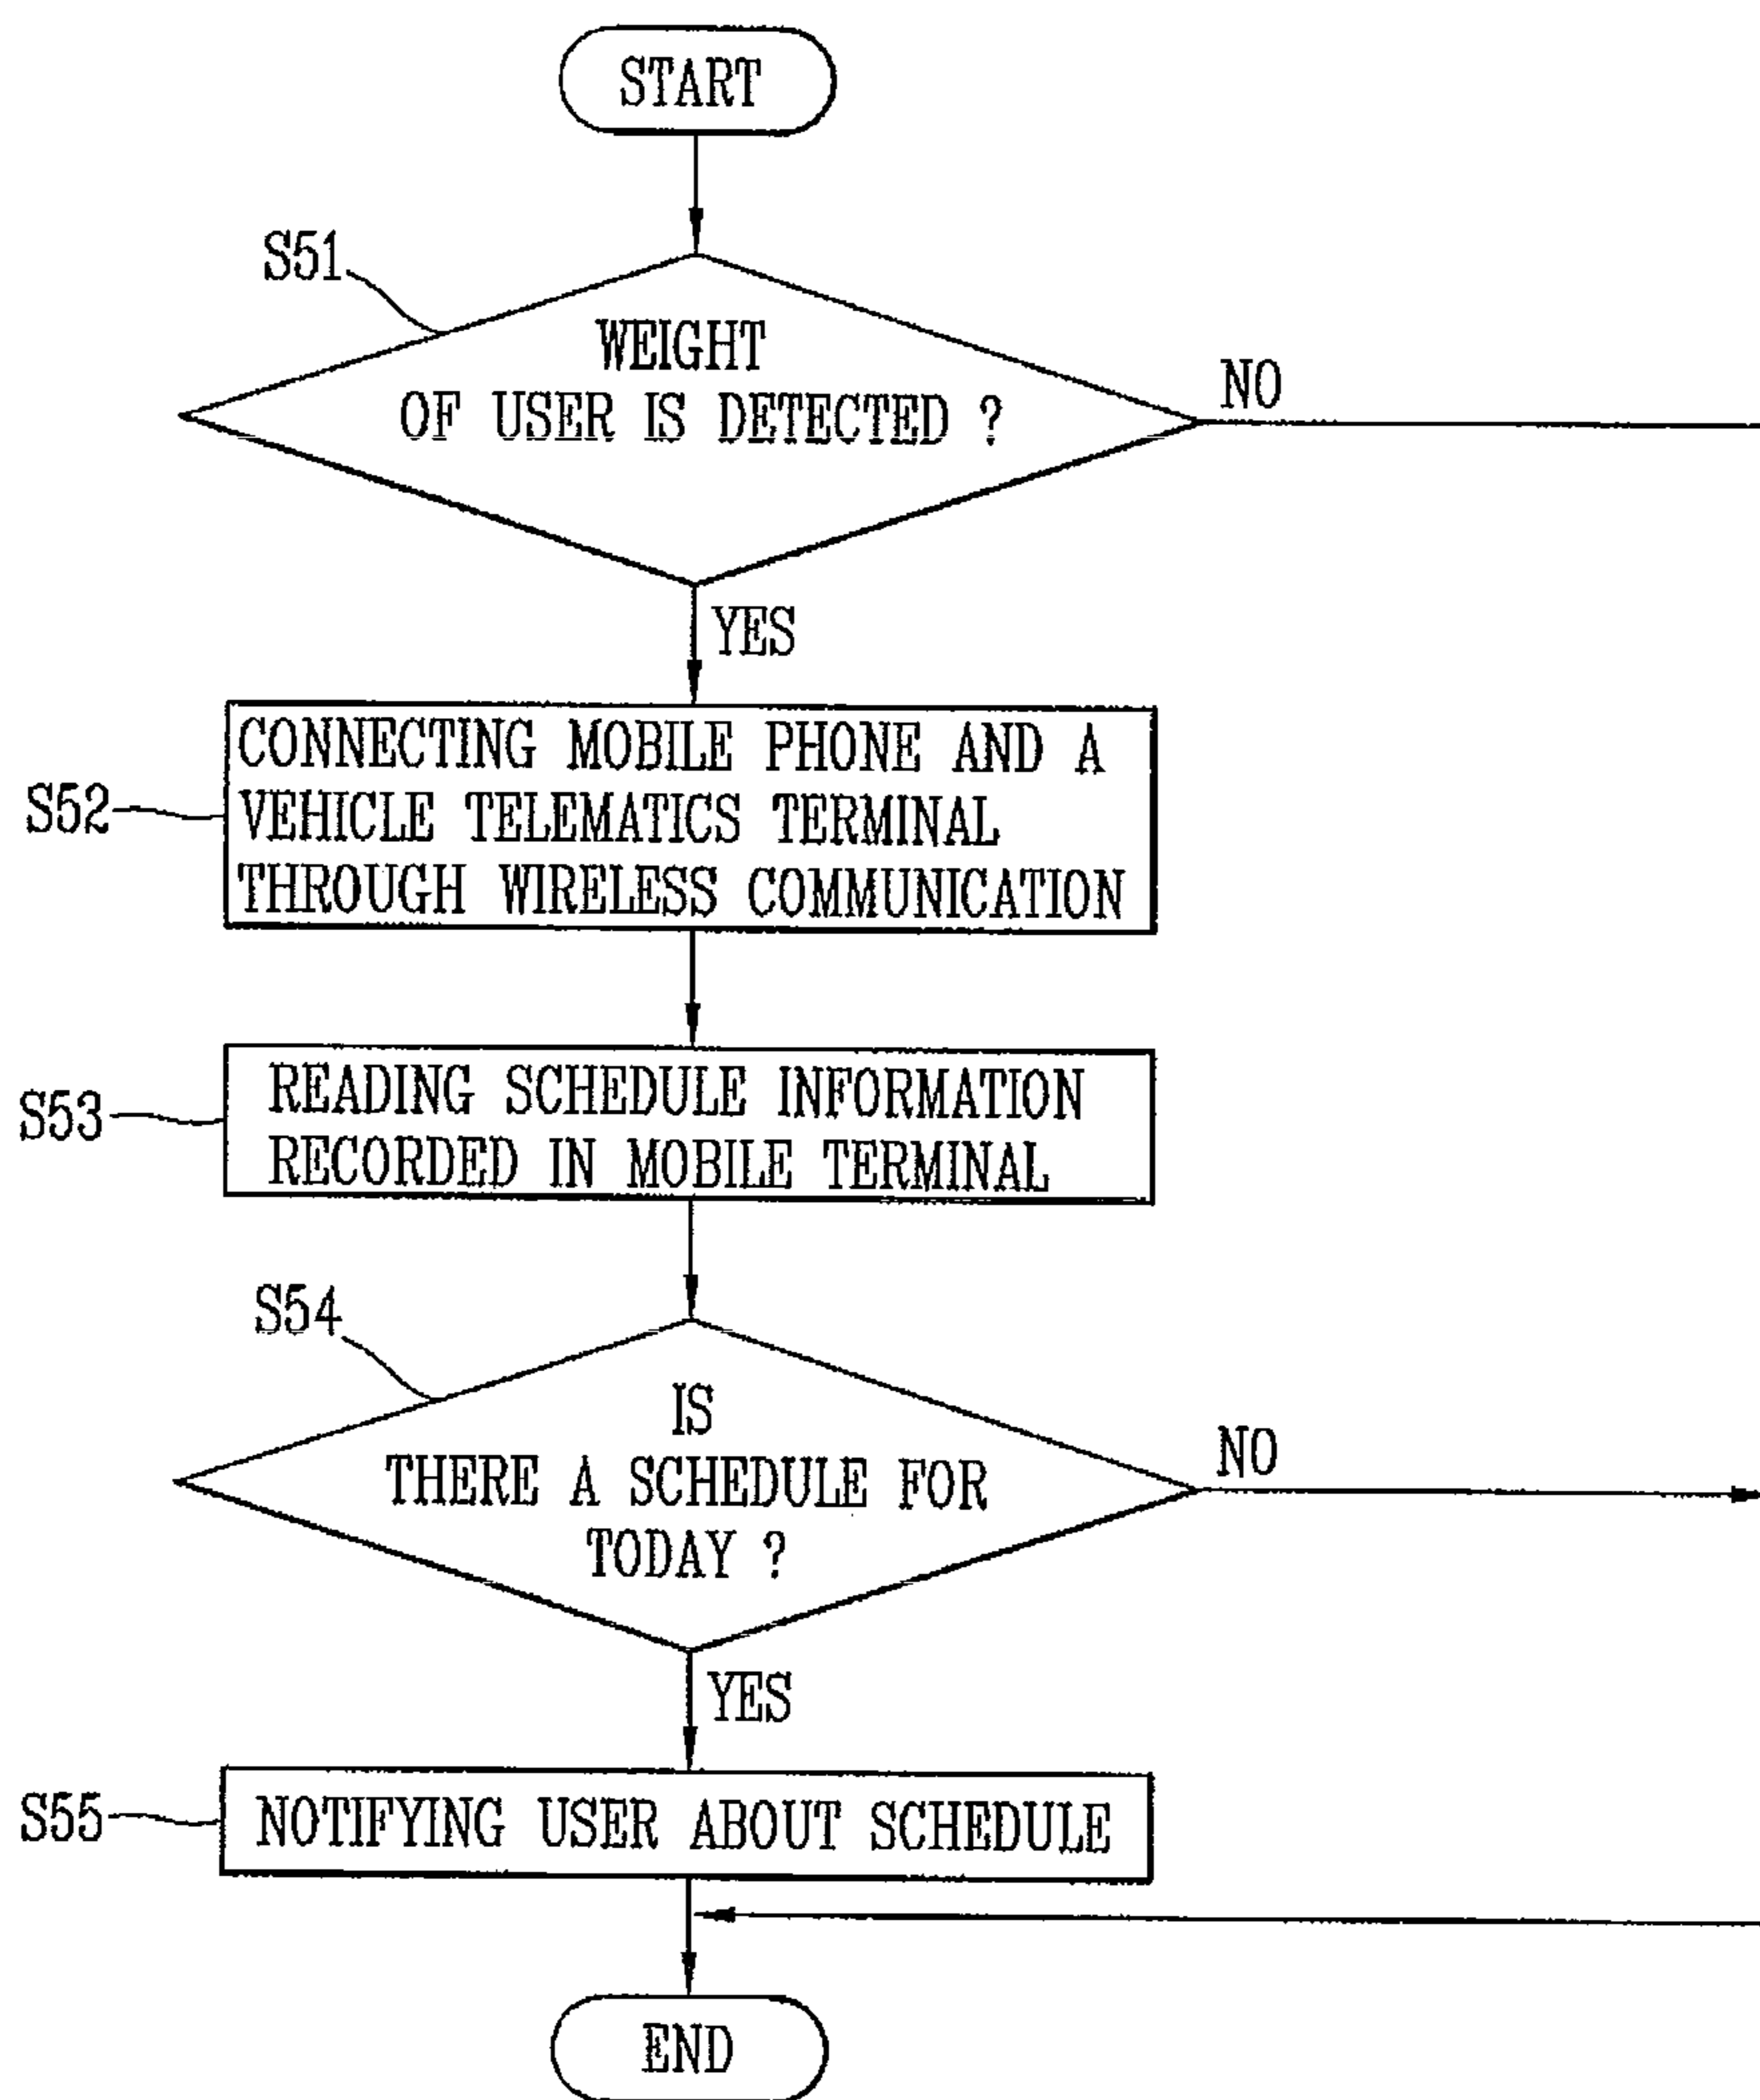 START
S51
WEIGHT
OF USER IS DETECTED ?
NO
YES
S52
CONNECTING MOBILE PHONE AND A
VEHICLE TELEMATICS TERMINAL
THROUGH WIRELESS COMMUNICATION
S53
READING SCHEDULE INFORMATION
RECORDED IN MOBILE TERMINAL
S54
IS
THERE A SCHEDULE FOR
TODAY ?
NO
YES
S55
NOTIFYING USER ABOUT SCHEDULE
END